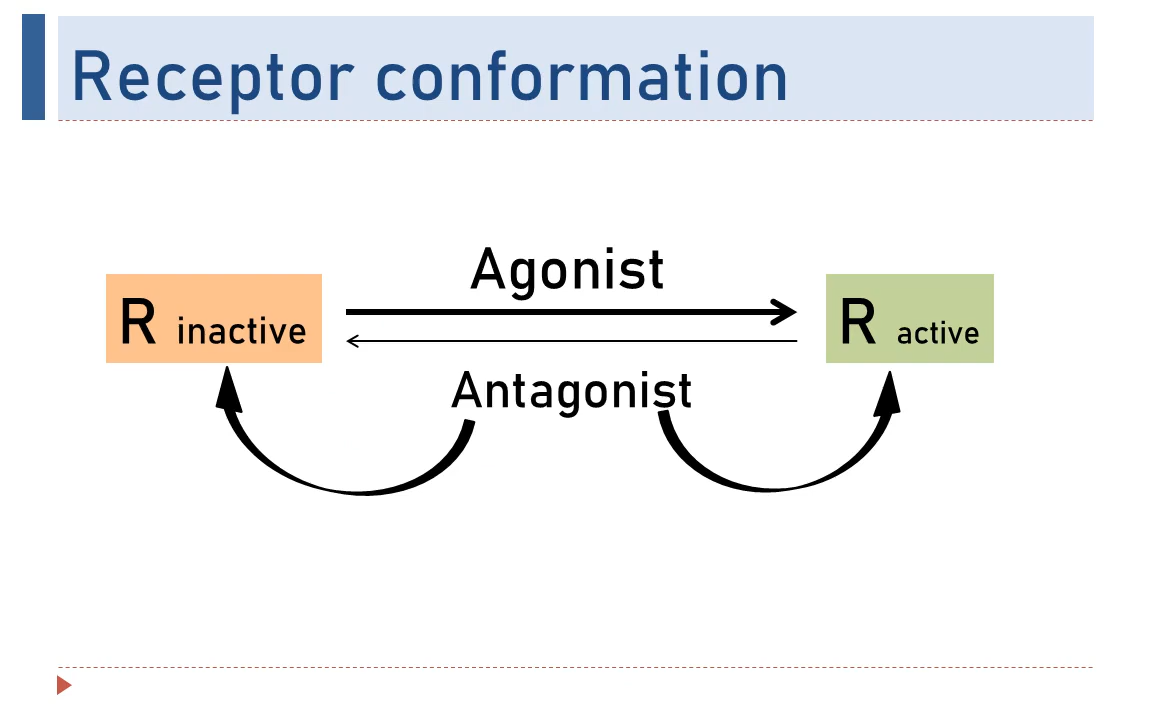 Receptor conformation
Agonist
R inactive
R active
Antagonist